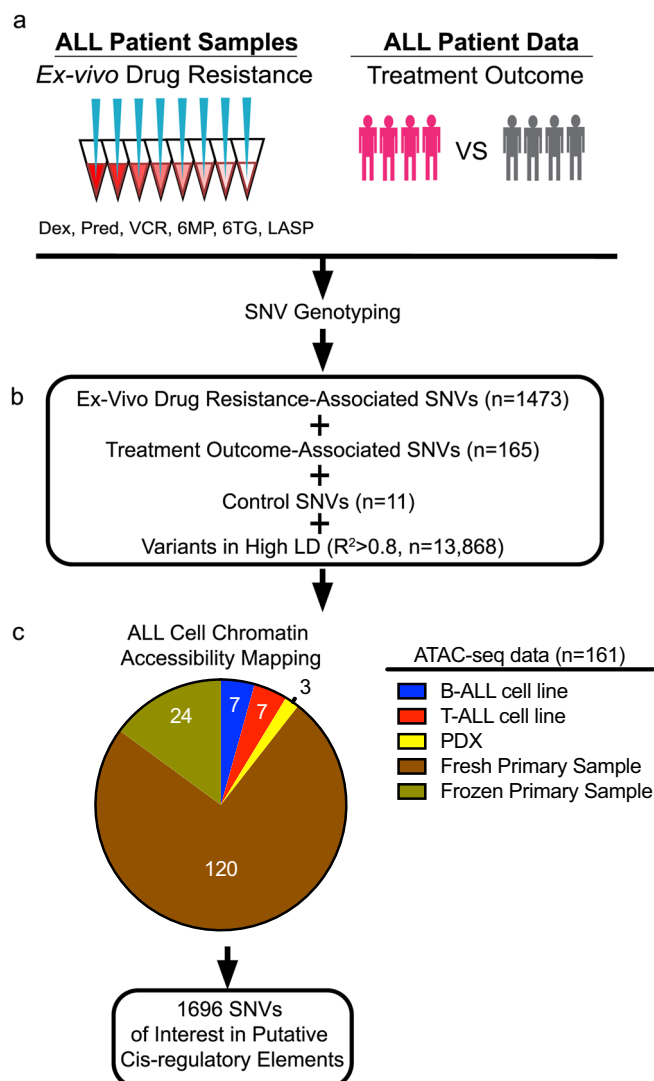 a
ALL Patient Samples
Ex-vivo Drug Resistance
Dex, Pred, VCR, 6MP, 6TG, LASP
ALL Patient Data
Treatment Outcome
VS
SNV Genotyping
b
Ex-Vivo Drug Resistance-Associated SNVs (n=1473)
+
Treatment Outcome-Associated SNVs (n=165)
+
Control SNVs (n=11)
+
Variants in High LD (R²>0.8, n=13,868)
c
ALL Cell Chromatin
Accessibility Mapping
7
7
3
24
120
ATAC-seq data (n=161)
B-ALL cell line
T-ALL cell line
PDX
Fresh Primary Sample
Frozen Primary Sample
1696 SNVs
of Interest in Putative
Cis-regulatory Elements